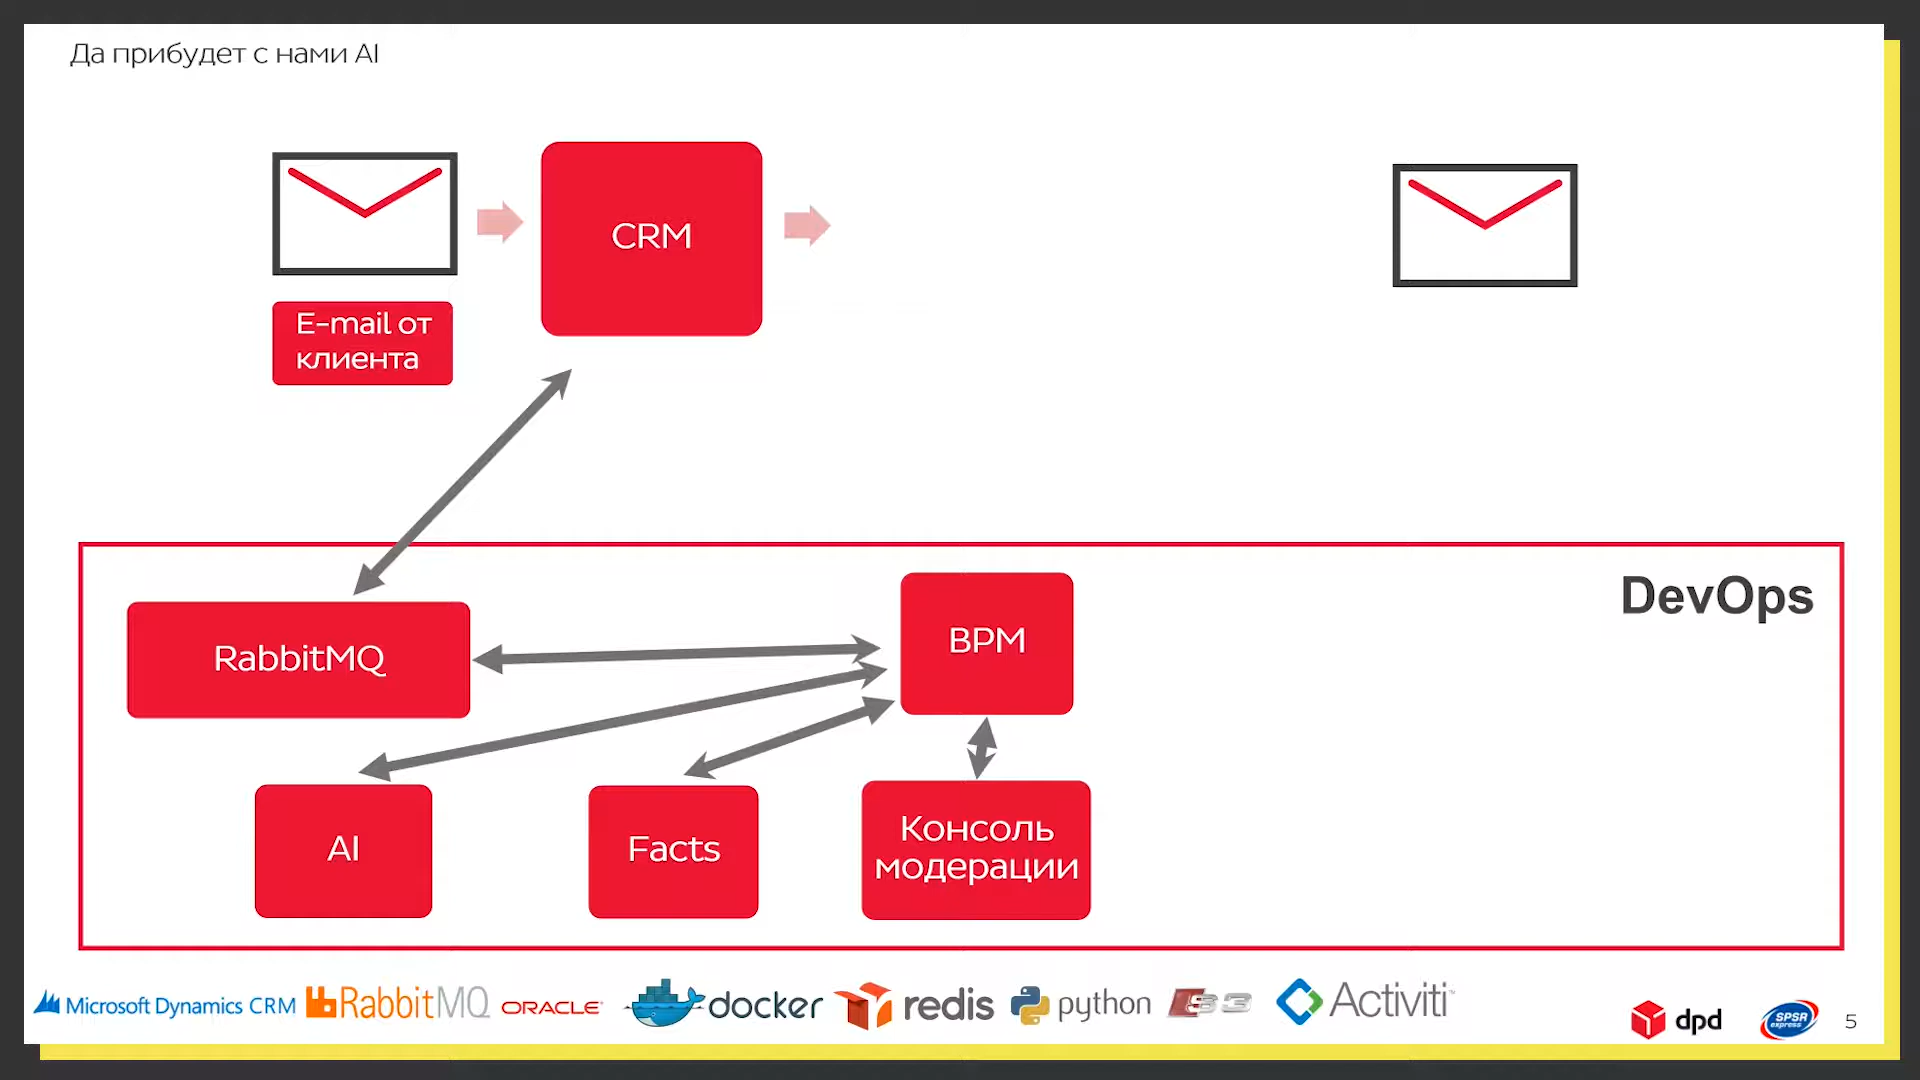 Да прибудет с нами AI
CRM
E-mail от
клиента
DevOps
BPM
RabbitMQ
AI
Facts
Консоль
модерации
Microsoft Dynamics CRM
RabbitMQ
ORACLE
docker
redis
python
S3
Activiti
dpd
SPSR
express
5